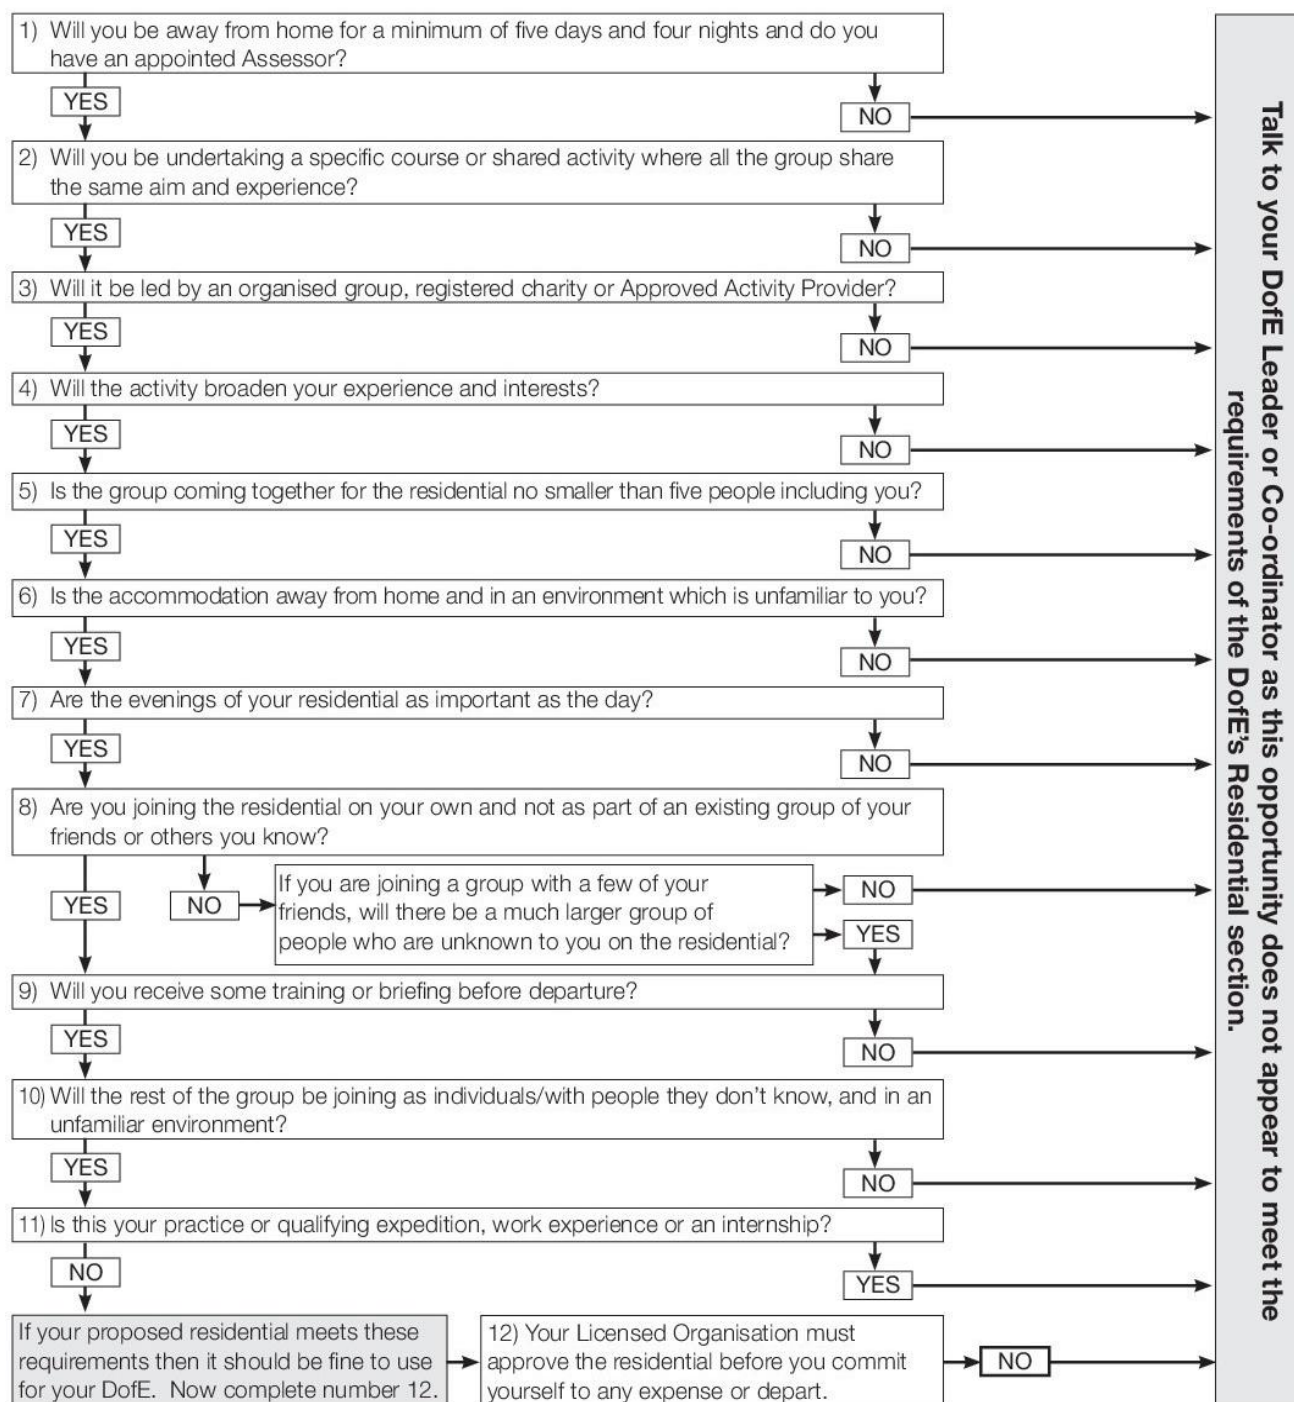 1) Will you be away from home for a minimum of five days and four nights and do you
have an appointed Assessor?
YES
NO
2) Will you be undertaking a specific course or shared activity where all the group share
the same aim and experience?
YES
NO
3) Will it be led by an organised group, registered charity or Approved Activity Provider?
YES
NO
4) Will the activity broaden your experience and interests?
YES
NO
5) Is the group coming together for the residential no smaller than five people including you?
YES
NO
6) Is the accommodation away from home and in an environment which is unfamiliar to you?
YES
NO
7) Are the evenings of your residential as important as the day?
YES
NO
8) Are you joining the residential on your own and not as part of an existing group of your
friends or others you know?
YES
NO
If you are joining a group with a few of your
friends, will there be a much larger group of
people who are unknown to you on the residential?
NO
YES
9) Will you receive some training or briefing before departure?
YES
NO
10) Will the rest of the group be joining as individuals/with people they don't know, and in an
unfamiliar environment?
YES
NO
11) Is this your practice or qualifying expedition, work experience or an internship?
NO
YES
If your proposed residential meets these
requirements then it should be fine to use
for your DofE. Now complete number 12.
12) Your Licensed Organisation must
approve the residential before you commit
yourself to any expense or depart.
NO
Talk to your DofE Leader or Co-ordinator as this opportunity does not appear to meet the
requirements of the DofE's Residential section.